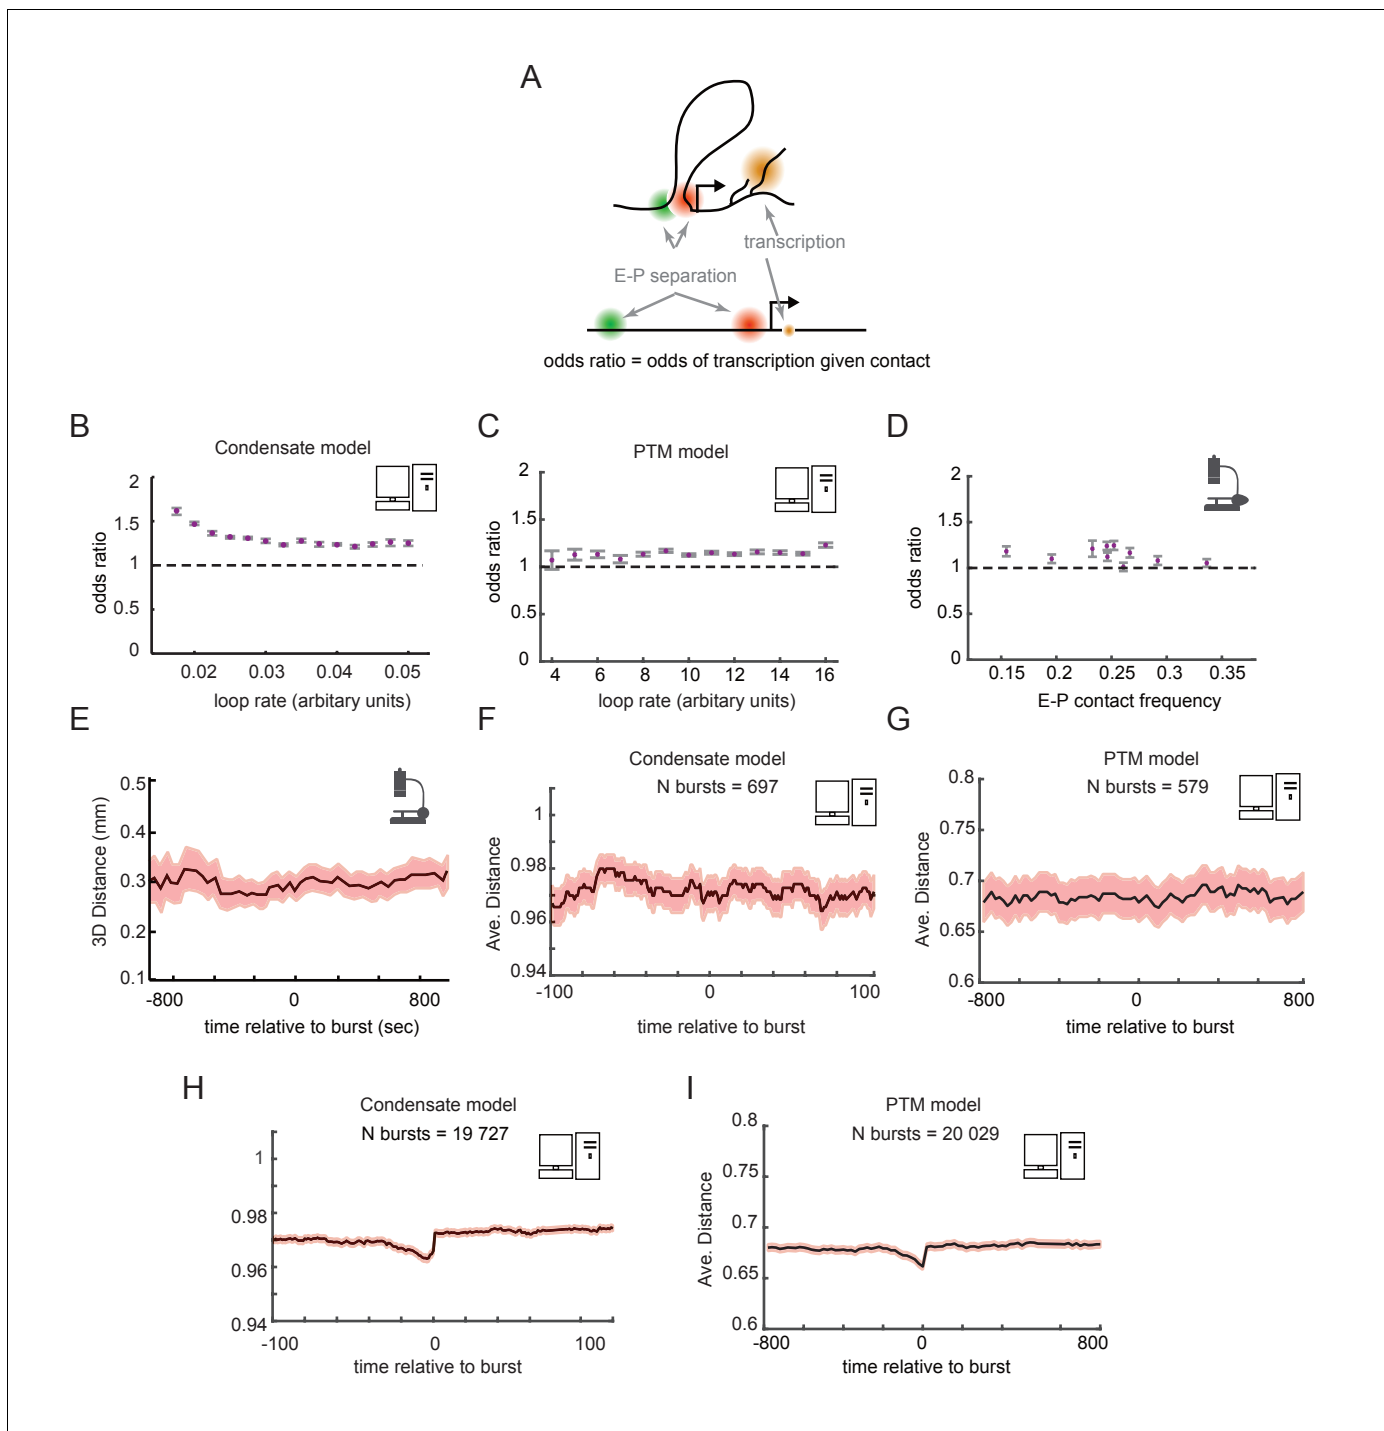 A
transcription
E-P separation
odds ratio = odds of transcription given contact
B
Condensate model
2
1.5
1
0.5
0
odds ratio
0.02
0.03
0.04
0.05
loop rate (arbitary units)
C
PTM model
2
1.5
1
0.5
0
odds ratio
4
6
8
10
12
14
16
loop rate (arbitary units)
D
2
1.5
1
0.5
0
odds ratio
0.15
0.2
0.25
0.3
0.35
E-P contact frequency
E
0.5
0.4
0.3
0.2
0.1
3D Distance (mm)
-800
0
800
time relative to burst (sec)
F
Condensate model
N bursts = 697
1
0.98
0.96
0.94
Ave. Distance
-100
0
100
time relative to burst
G
PTM model
N bursts = 579
0.8
0.75
0.7
0.65
0.6
Ave. Distance
-800
0
800
time relative to burst
H
Condensate model
N bursts = 19 727
1
0.98
0.96
0.94
-100
0
100
time relative to burst
I
PTM model
N bursts = 20 029
0.8
0.75
0.7
0.65
0.6
Ave. Distance
-800
0
800
time relative to burst